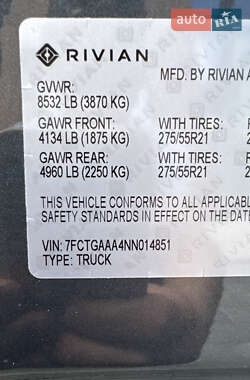 AUTO RIA
RIVIAN
GVWR: MFD. BY RIVIAN A
8532 LB (3870 KG)
GAWR FRONT: WITH TIRES:
4134 LB (1875 KG) 275/55R21
GAWR REAR: WITH TIRES:
4960 LB (2250 KG) 275/55R21
THIS VEHICLE CONFORMS TO ALL APPLICABL
SAFETY STANDARDS IN EFFECT ON THE DATE
VIN: 7FCTGAAA4NN014851
TYPE: TRUCK